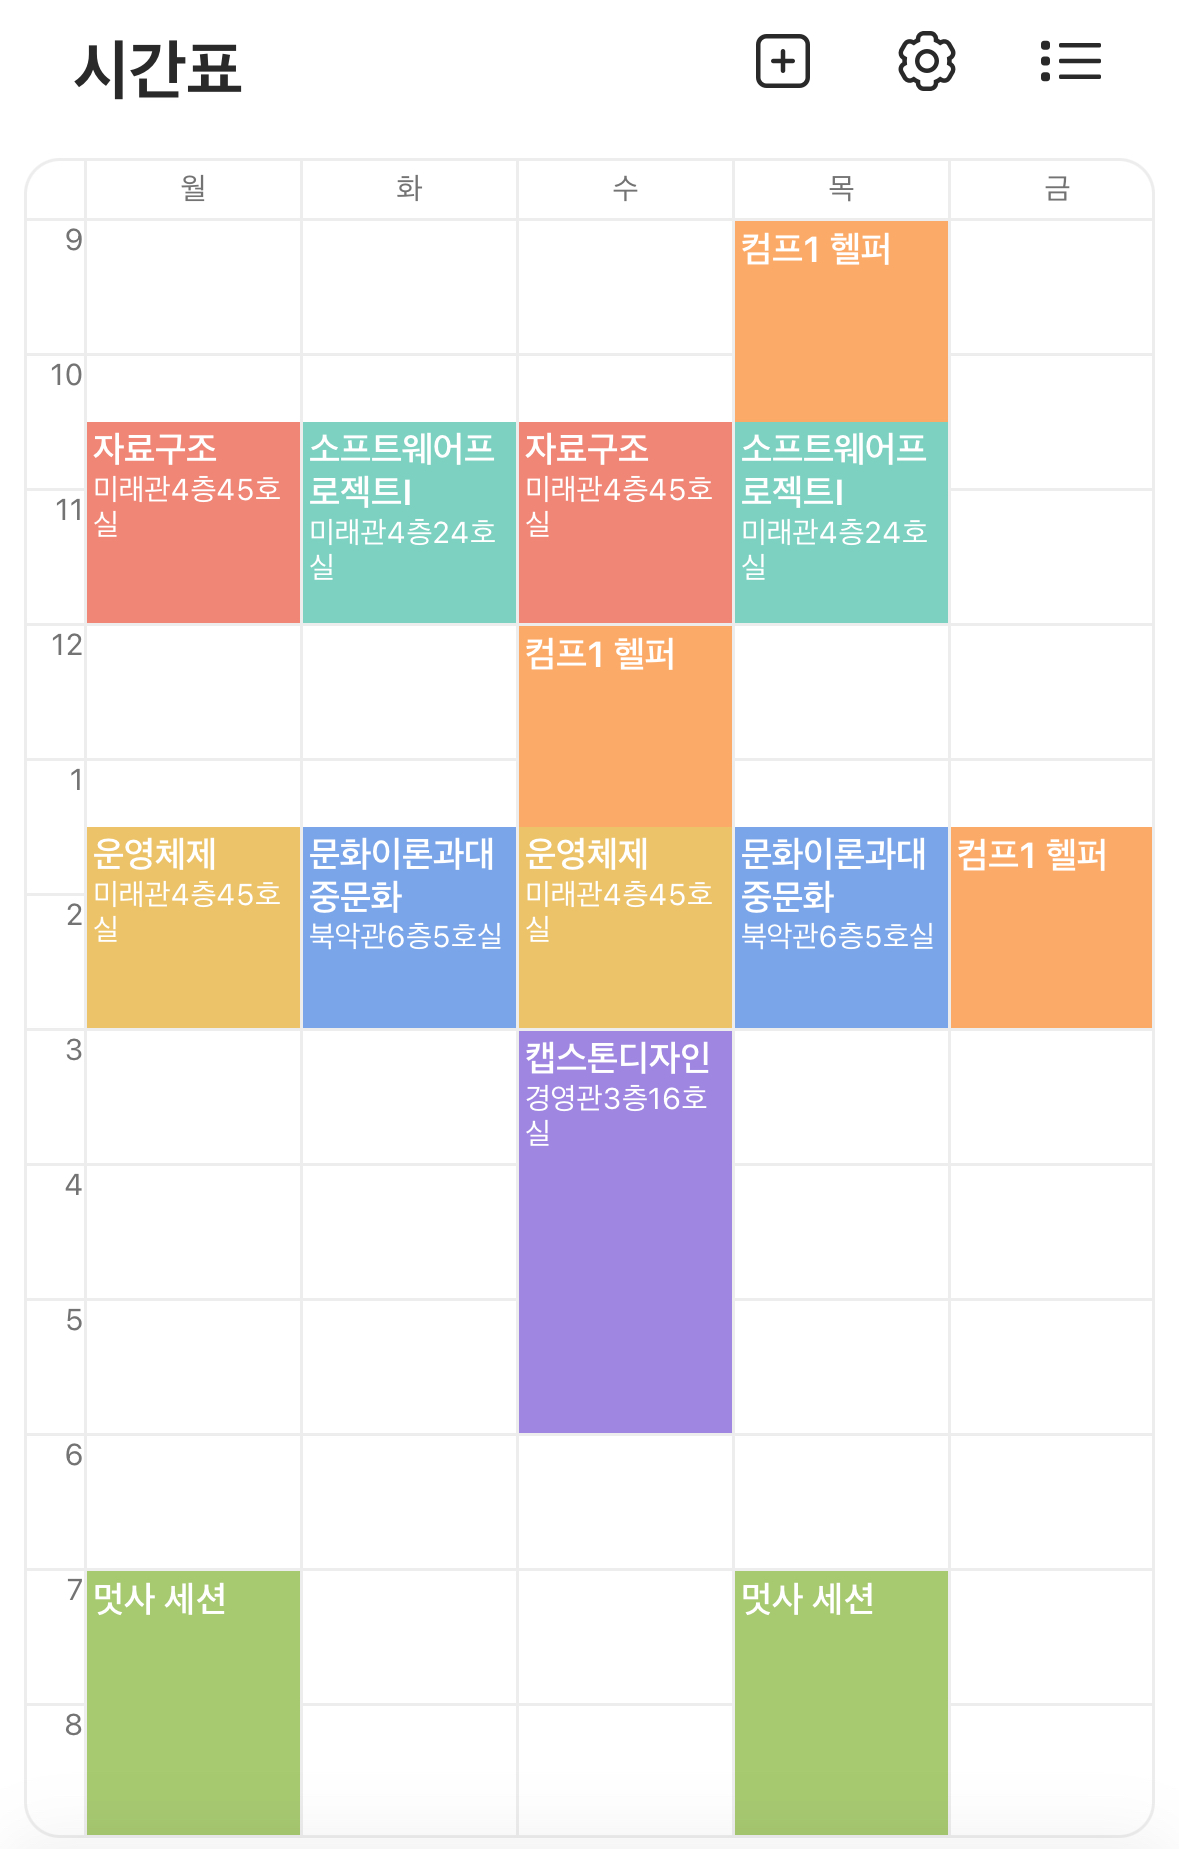 시간표
월 화 수 목 금
9
컴프1 헬퍼
10
자료구조
미래관4층45호
실
소프트웨어프
로젝트I
미래관4층24호
실
자료구조
미래관4층45호
실
소프트웨어프
로젝트I
미래관4층24호
실
11
12
컴프1 헬퍼
1
운영체제
미래관4층45호
실
문화이론과대
중문화
북악관6층5호실
운영체제
미래관4층45호
실
문화이론과대
중문화
북악관6층5호실
컴프1 헬퍼
2
3
캡스톤디자인
경영관3층16호
실
4
5
6
7
멋사 세션
멋사 세션
8